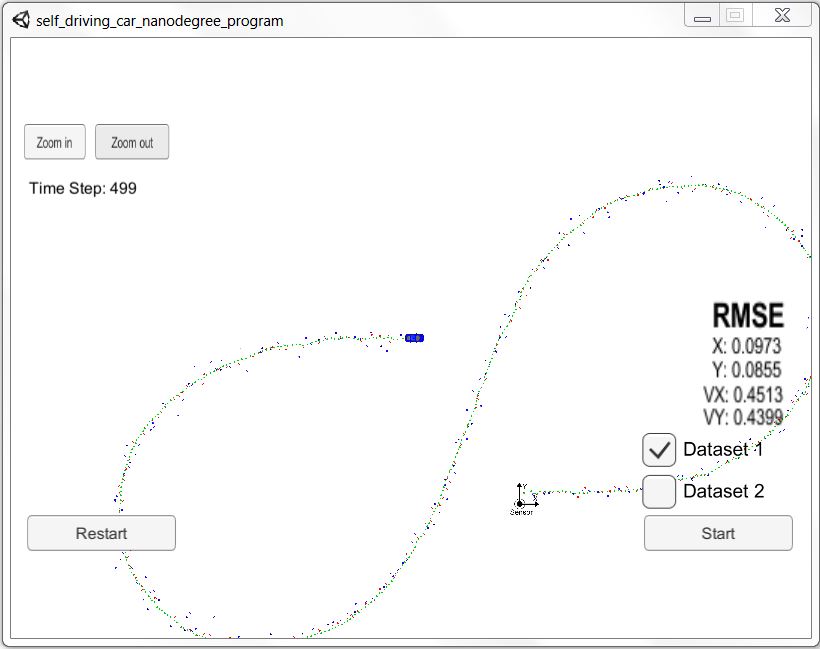 self_driving_car_nanodegree_program
Zoom in Zoom out
Time Step: 499
RMSE
X: 0.0973
Y: 0.0855
VX: 0.4513
VY: 0.4399
Dataset 1
Y
Dataset 2
X
Sensor
Restart
Start